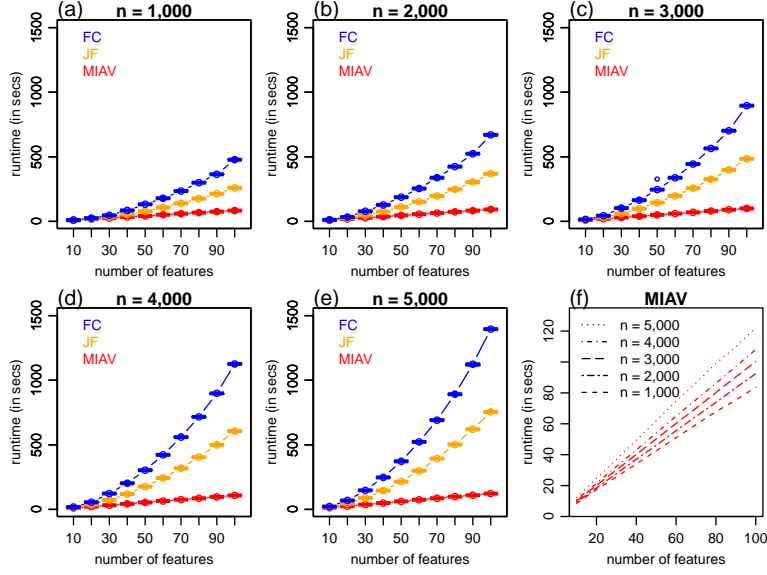 (a) n = 1,000
FC
JF
MIAV
runtime (in secs)
0 500 1000 1500
10 30 50 70 90
number of features
(b) n = 2,000
FC
JF
MIAV
runtime (in secs)
0 500 1000 1500
10 30 50 70 90
number of features
(c) n = 3,000
FC
JF
MIAV
runtime (in secs)
0 500 1000 1500
10 30 50 70 90
number of features
(d) n = 4,000
FC
JF
MIAV
runtime (in secs)
0 500 1000 1500
10 30 50 70 90
number of features
(e) n = 5,000
FC
JF
MIAV
runtime (in secs)
0 500 1000 1500
10 30 50 70 90
number of features
(f) MIAV
n = 5,000
n = 4,000
n = 3,000
n = 2,000
n = 1,000
runtime (in secs)
0 20 40 60 80 120
20 40 60 80 100
number of features